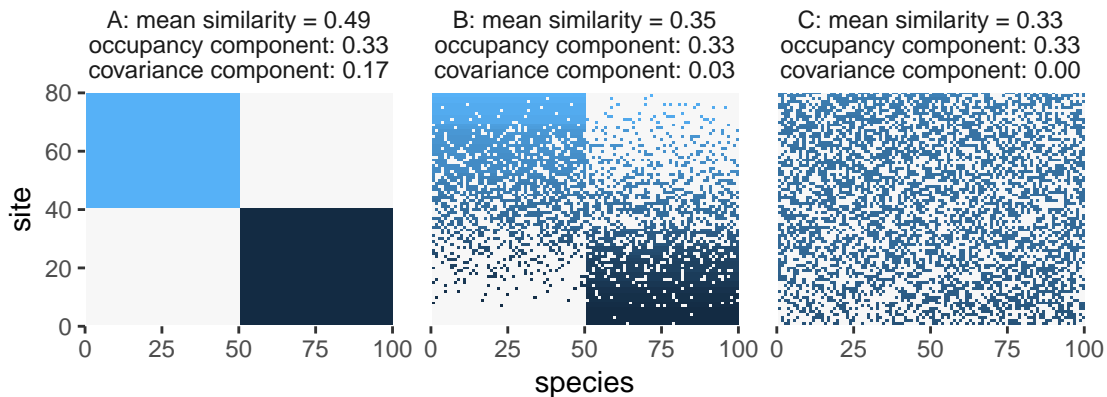 A: mean similarity = 0.49
occupancy component: 0.33
covariance component: 0.17
B: mean similarity = 0.35
occupancy component: 0.33
covariance component: 0.03
C: mean similarity = 0.33
occupancy component: 0.33
covariance component: 0.00
site
80
60
40
20
0
0 25 50 75 100
0 25 50 75 100
0 25 50 75 100
species